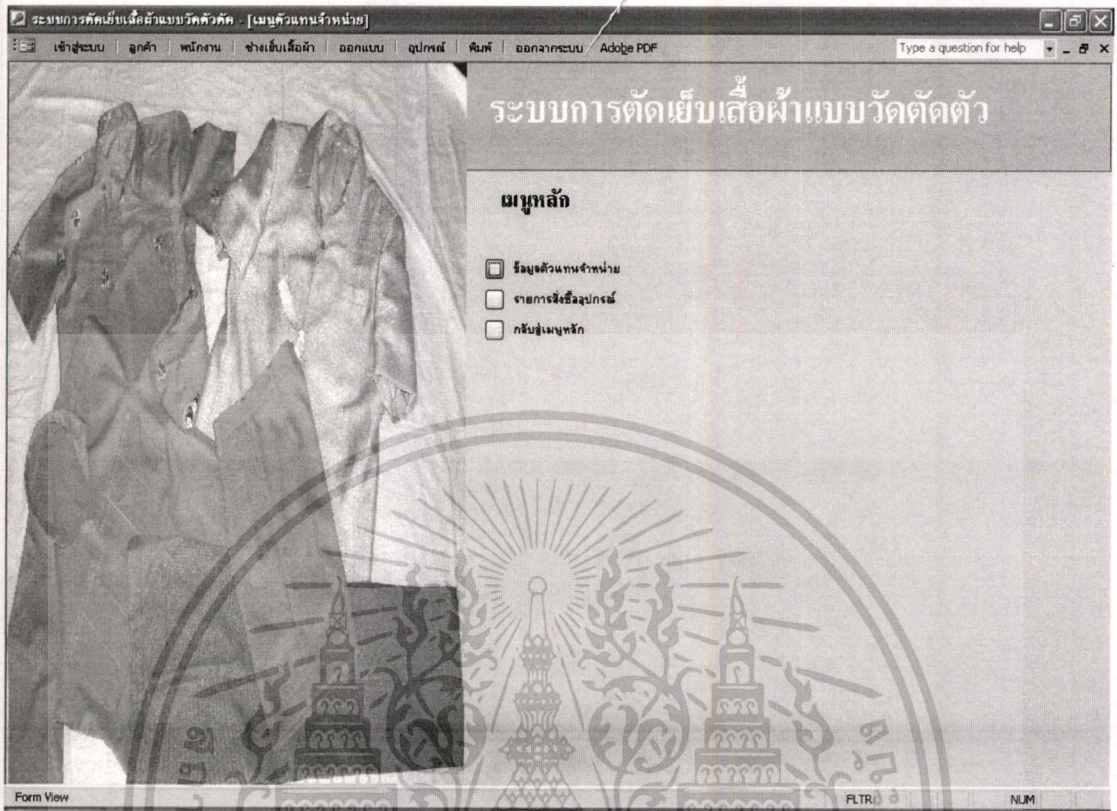 ระบบการตัดเย็บเสื้อผ้าแบบวัดตัวตัด - [เมนูตัวแทนจำหน่าย]
เข้าสู่ระบบ ลูกค้า พนักงาน ช่างเย็บเสื้อผ้า ออกแบบ อุปกรณ์ พิมพ์ ออกจากระบบ Adobe PDF Type a question for help
ระบบการตัดเย็บเสื้อผ้าแบบวัดตัดตัว
เมนูหลัก
ข้อมูลตัวแทนจำหน่าย
รายการสั่งซื้ออุปกรณ์
กลับสู่เมนูหลัก
Form View FLTR NUM